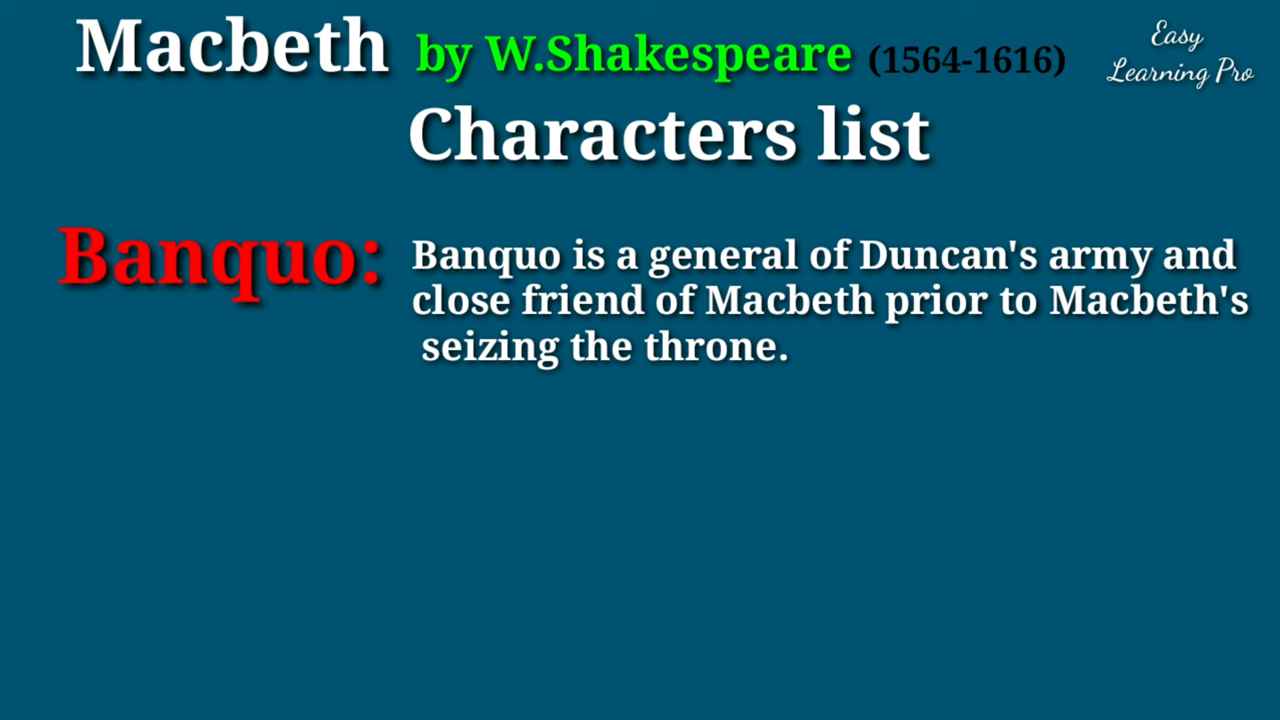 Macbeth by W.Shakespeare (1564-1616)
Easy
Learning Pro
Characters list
Banquo: Banquo is a general of Duncan's army and
close friend of Macbeth prior to Macbeth's
seizing the throne.